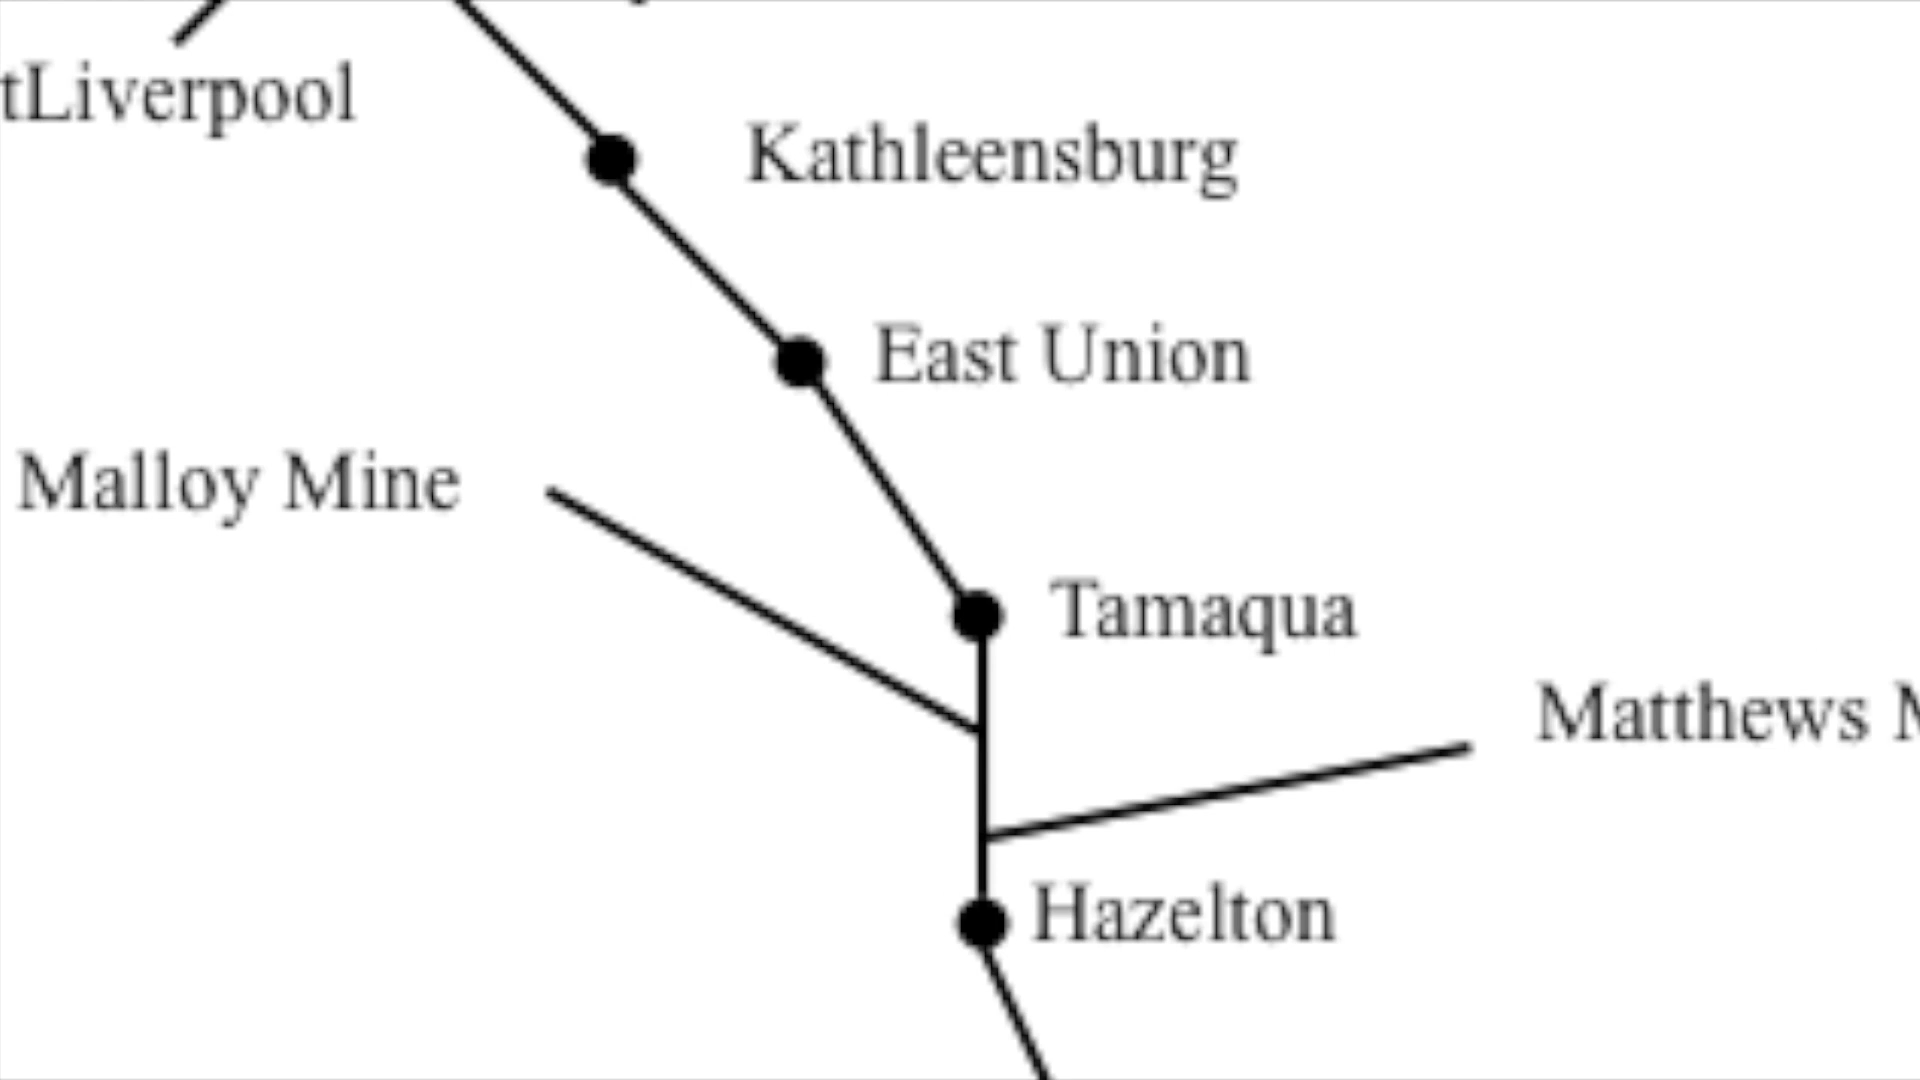 tLiverpool
Kathleensburg
East Union
Malloy Mine
Tamaqua
Matthews
Hazelton